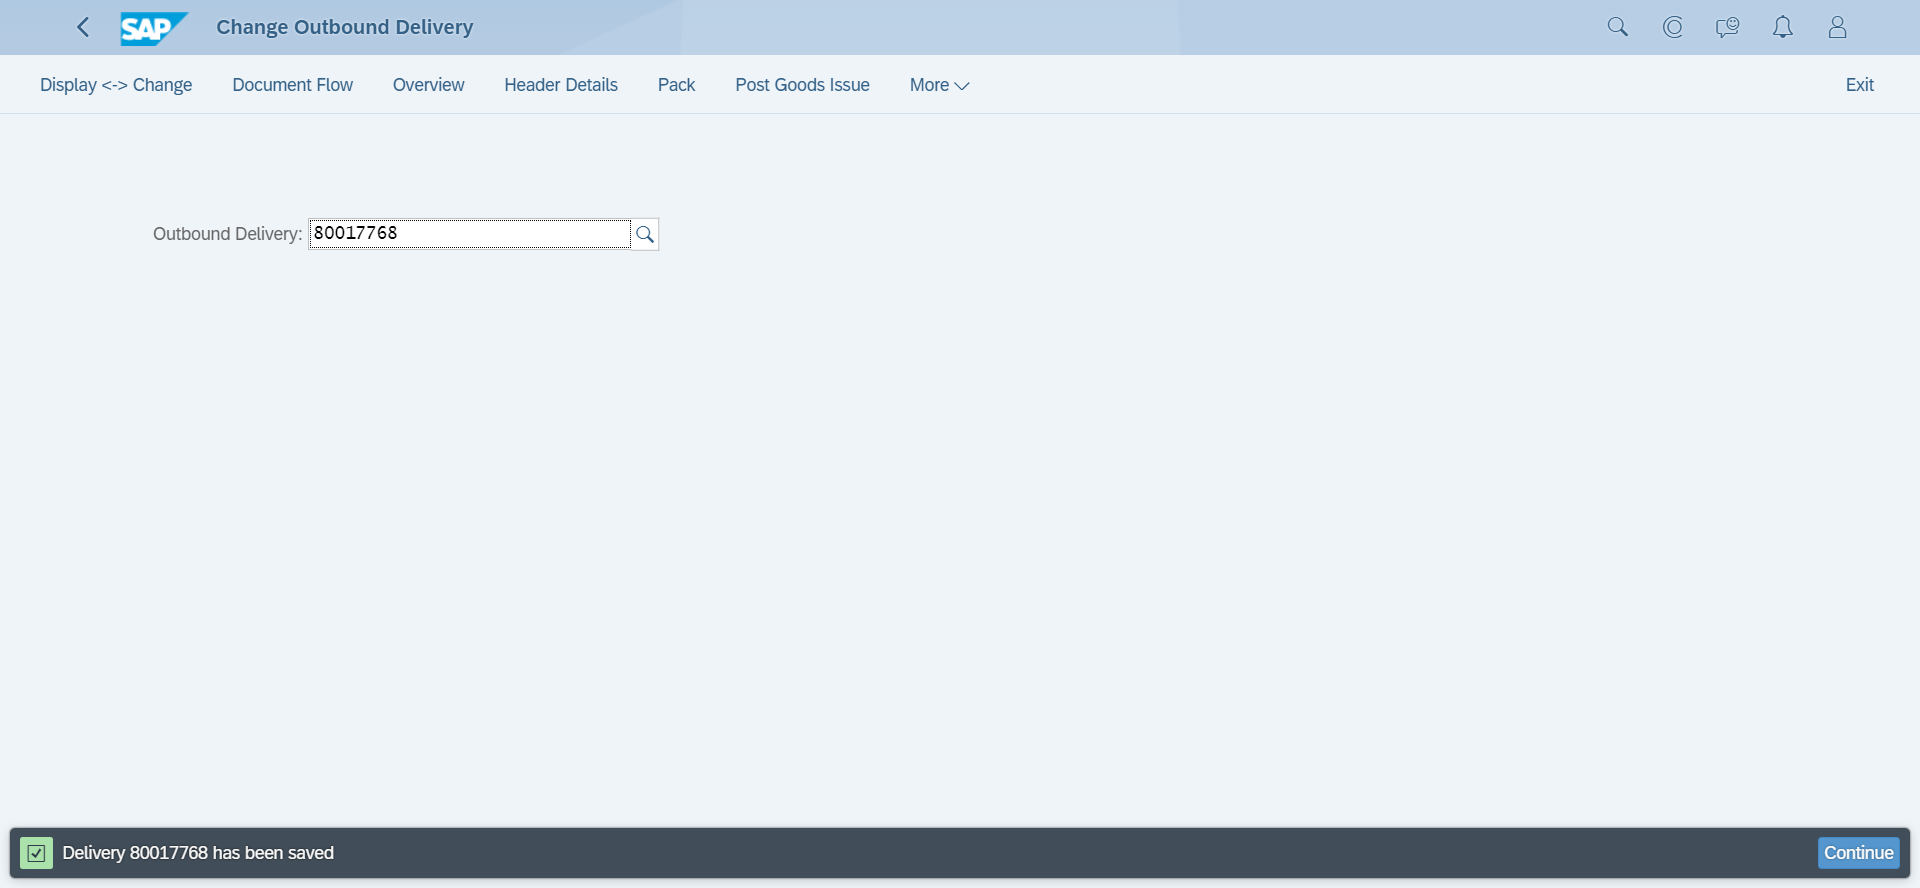 SAP Change Outbound Delivery
Display <-> Change Document Flow Overview Header Details Pack Post Goods Issue More Exit
Outbound Delivery: 80017768
Delivery 80017768 has been saved Continue